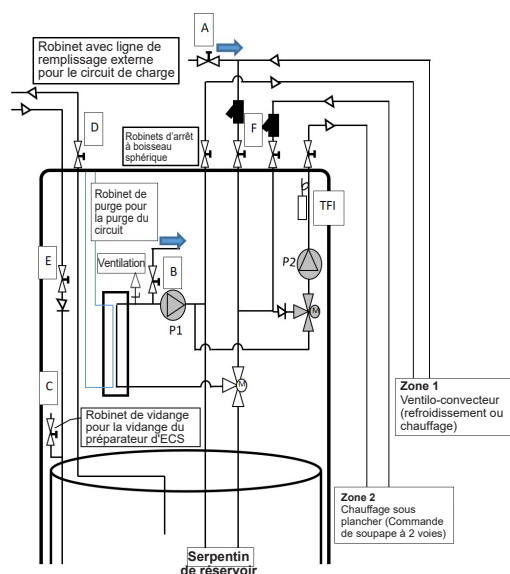 A
Robinet avec ligne de
remplissage externe
pour le circuit de charge
D
Robinets d'arrêt
à boisseau
sphérique
F
Robinet de
purge pour
la purge du
circuit
TFI
E
Ventilation
B
P2
P1
M
C
M
Robinet de vidange
pour la vidange du
préparateur d'ECS
Zone 1
Ventilo-convecteur
(refroidissement ou
chauffage)
Zone 2
Chauffage sous
plancher (Commande
de soupape à 2 voies)
Serpentin
de réservoir